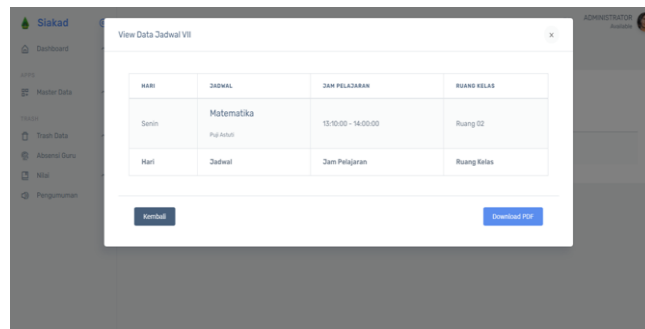 Siakad
ADMINISTRATOR
Available
Dashboard
Master Data
TRASH
Trash Data
Absensi Guru
Nilai
Pengumuman
View Data Jadwal VII
x
HARI JADWAL JAM PELAJARAN RUANG KELAS
Senin Matematika 13:10:00 - 14:00:00 Ruang 02
Puji Astuti
Hari Jadwal Jam Pelajaran Ruang Kelas
Kembali Download PDF